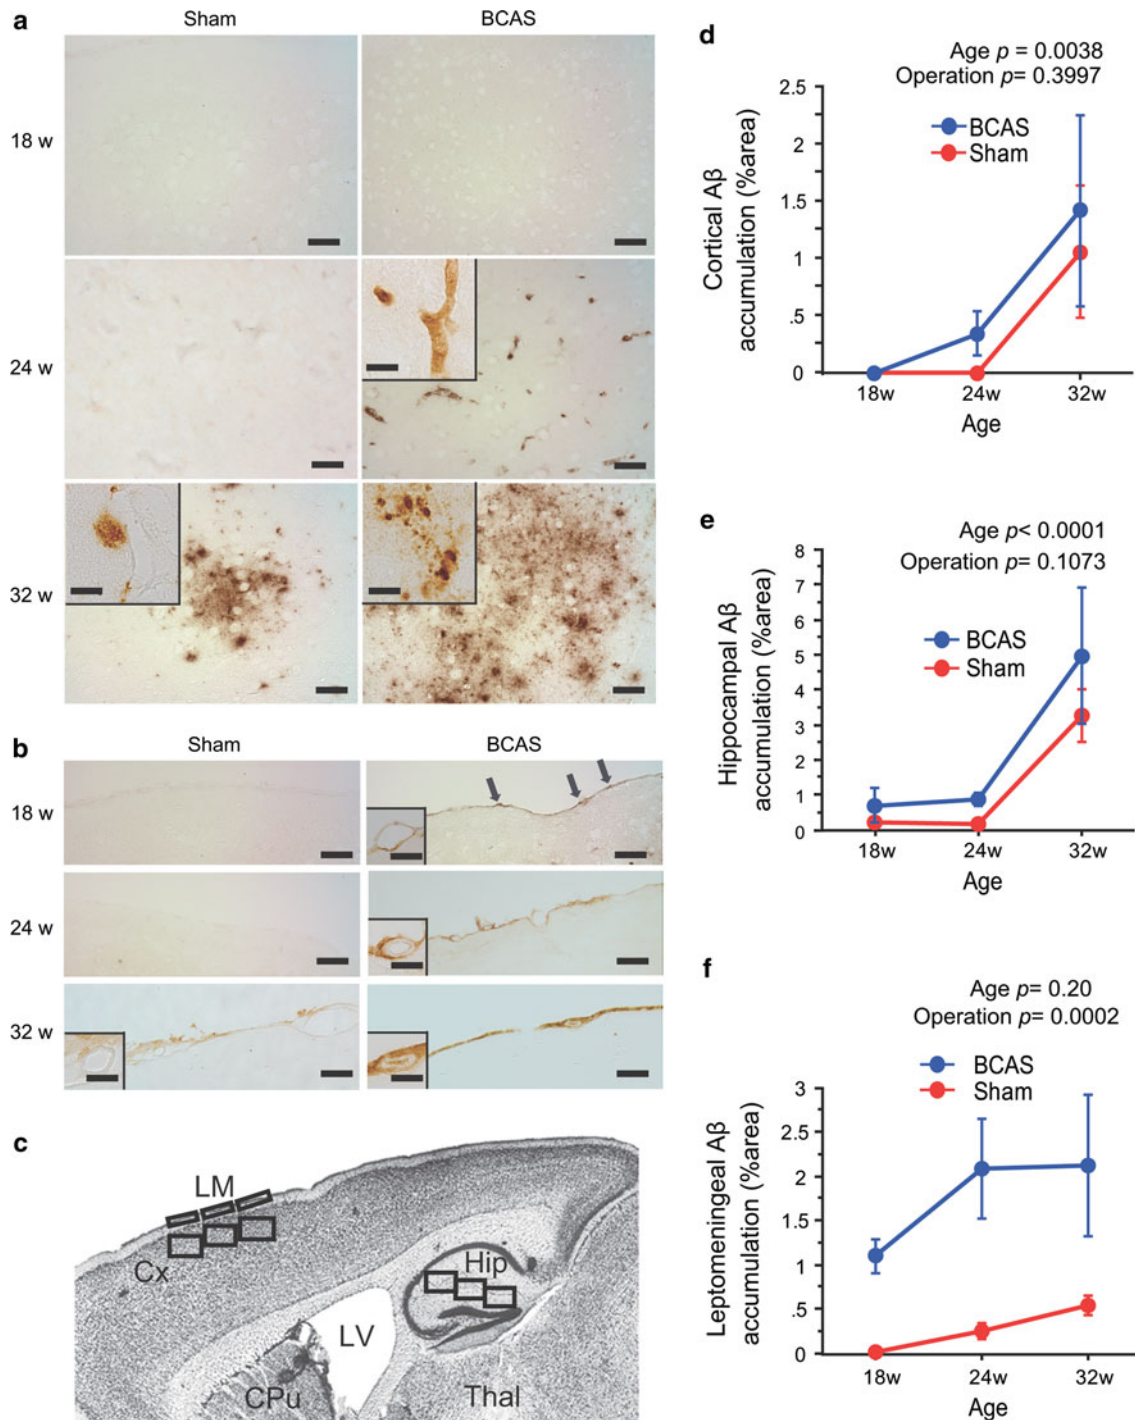 a
Sham
BCAS
18 w
24 w
32 w
b
Sham
BCAS
18 w
24 w
32 w
c
LM
Cx
Hip
LV
CPu
Thal
d
Age p = 0.0038
Operation p= 0.3997
BCAS
Sham
Cortical Aβ
accumulation (%area)
2.5
2
1.5
1
.5
0
18w
24w
32w
Age
e
Age p< 0.0001
Operation p= 0.1073
BCAS
Sham
Hippocampal Aβ
accumulation (%area)
8
7
6
5
4
3
2
1
0
18w
24w
32w
Age
f
Age p= 0.20
Operation p= 0.0002
BCAS
Sham
Leptomeningeal Aβ
accumulation (%area)
3
2.5
2
1.5
1
.5
0
18w
24w
32w
Age